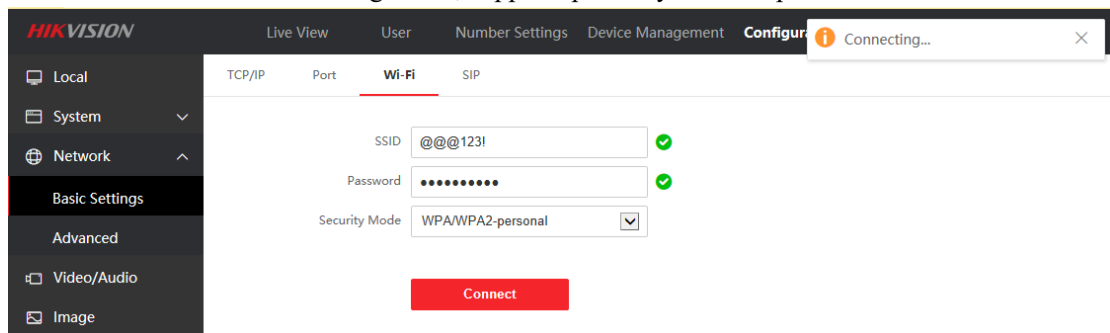 HIKVISION
Live View User Number Settings Device Management Configur
Connecting...
Local
TCP/IP Port Wi-Fi SIP
System
SSID @@@123!
Network
Password ●●●●●●●●●●
Basic Settings
Security Mode WPA/WPA2-personal
Advanced
Video/Audio
Connect
Image